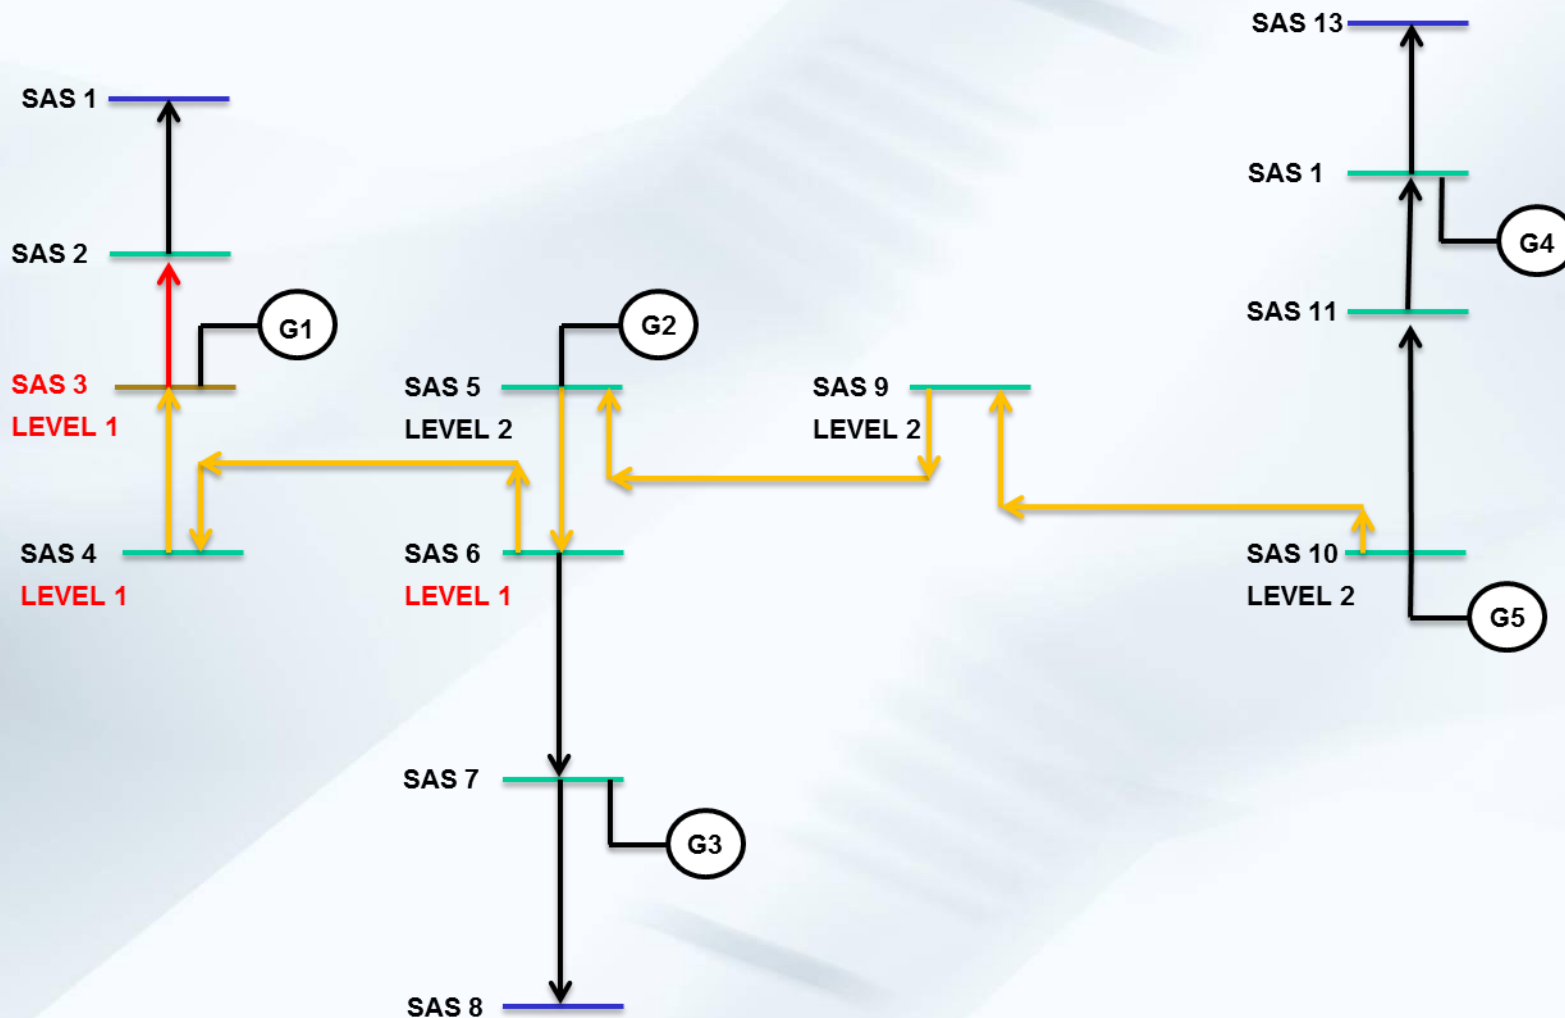 SAS 13
SAS 1
SAS 1
G4
SAS 2
SAS 11
G1
G2
SAS 3
LEVEL 1
SAS 5
LEVEL 2
SAS 9
LEVEL 2
SAS 4
LEVEL 1
SAS 6
LEVEL 1
SAS 10
LEVEL 2
G5
SAS 7
G3
SAS 8